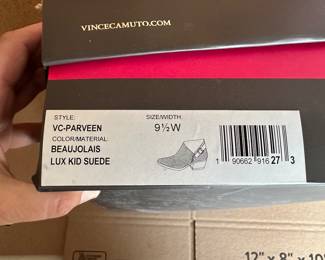 VINCECAMUTO.COM
STYLE: SIZE/WIDTH:
VC-PARVEEN 9½W
COLOR/MATERIAL:
BEAUJOLAIS
LUX KID SUEDE
1 90662 916 27 3
12" x 8" x 10